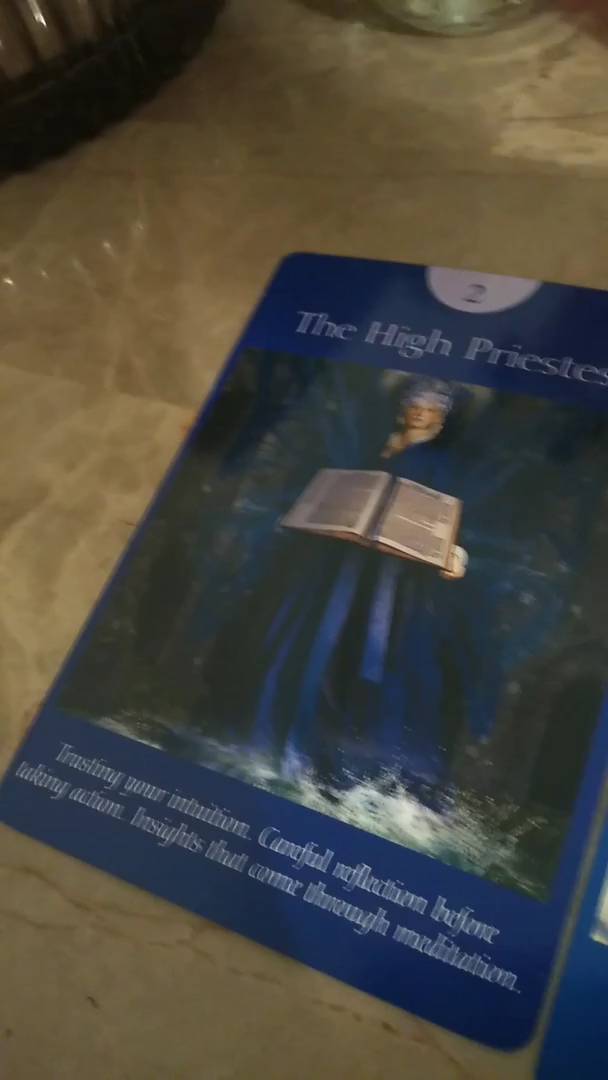 2
The High Priestes
Trusting your intuition. Careful reflection before
taking action. Insights that come through meditation.